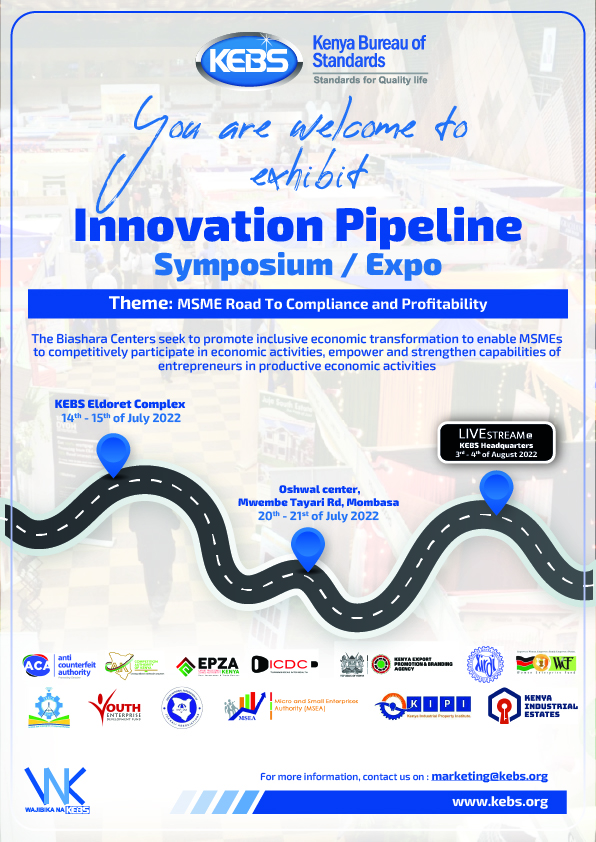 KEBS
Kenya Bureau of
Standards
Standards for Quality life
You are welcome to
exhibit
Innovation Pipeline
Symposium / Expo
Theme: MSME Road To Compliance and Profitability
The Biashara Centers seek to promote inclusive economic transformation to enable MSMEs
to competitively participate in economic activities, empower and strengthen capabilities of
entrepreneurs in productive economic activities
KEBS Eldoret Complex
14th - 15th of July 2022
LIVESTREAM@
KEBS Headquarters
3rd - 4th of August 2022
Oshwal center,
Mwembe Tayari Rd, Mombasa
20th - 21st of July 2022
ACA
anti
counterfeit
authority
EPZA
ICDC
KENYA EXPORT
PROMOTION & BRANDING
AGENCY
KIRDI
WEF
YOUTH
ENTERPRISE
DEVELOPMENT FUND
MSEA
Micro and Small Enterprises
Authority (MSEA)
KIPI
Kenya Industrial Property Institute
KENYA
INDUSTRIAL
ESTATES
WNK
WAJIBIKA NA KEBS
For more information, contact us on : marketing@kebs.org
www.kebs.org